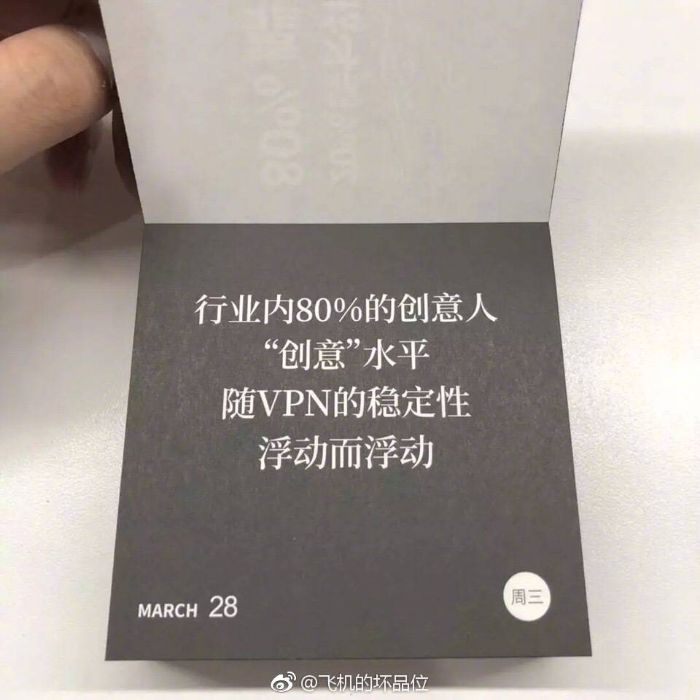 行业内80%的创意人
“创意”水平
随VPN的稳定性
浮动而浮动
MARCH 28
周三
@飞机的坏品位